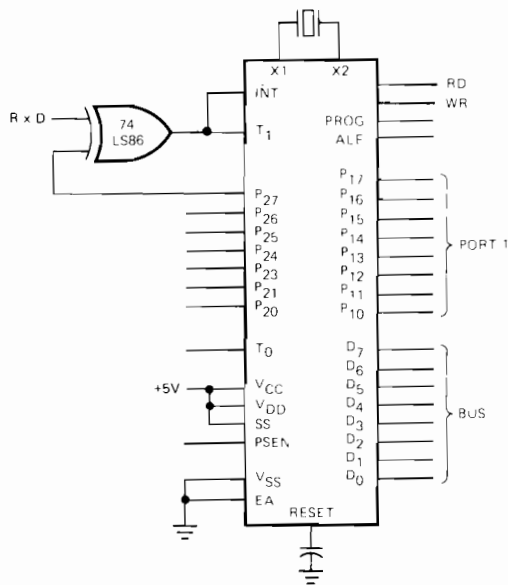 X1 X2
INT
RD
WR
R x D
74
LS86
T1
PROG
ALE
P27
P26
P25
P24
P23
P21
P20
P17
P16
P15
P14
P13
P12
P11
P10
PORT 1
T0
+5V
VCC
VDD
SS
PSEN
VSS
EA
D7
D6
D5
D4
D3
D2
D1
D0
BUS
RESET